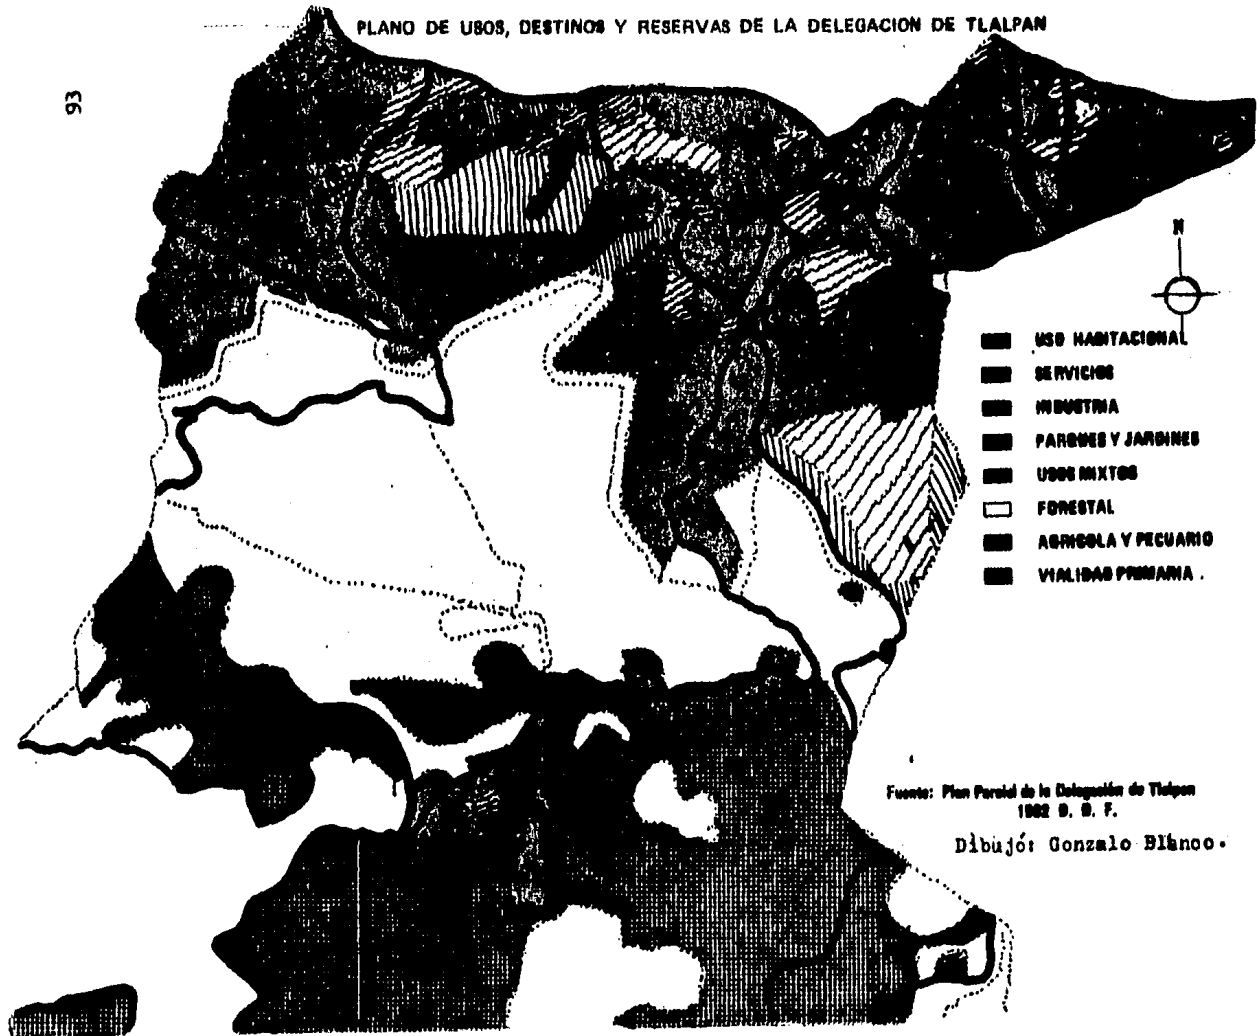 PLANO DE USOS, DESTINOS Y RESERVAS DE LA DELEGACION DE TLALPAN
93
N
USO HABITACIONAL
SERVICIOS
INDUSTRIA
PARQUES Y JARDINES
USOS MIXTOS
FORESTAL
AGRICOLA Y PECUARIO
VIALIDAD PRIMARIA .
Fuente: Plan Parcial de la Delegación de Tlalpan
1982 D. D. F.
Dibujó: Gonzalo Blanco.